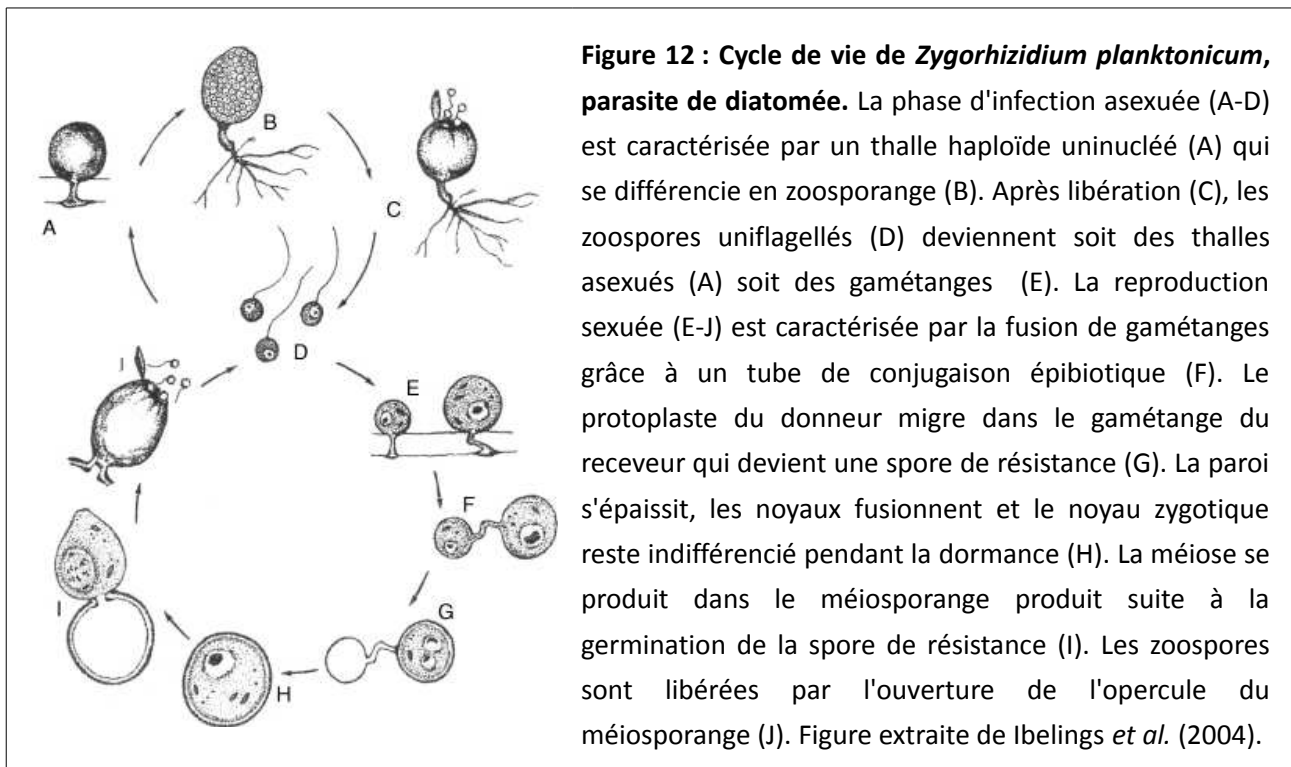 Figure 12 : Cycle de vie de Zygorhizidium planktonicum,
parasite de diatomée. La phase d'infection asexuée (A-D)
est caractérisée par un thalle haploïde uninucléé (A) qui
se différencie en zoosporange (B). Après libération (C), les
zoospores uniflagellés (D) deviennent soit des thalles
asexués (A) soit des gamétanges (E). La reproduction
sexuée (E-J) est caractérisée par la fusion de gamétanges
grâce à un tube de conjugaison épibiotique (F). Le
protoplaste du donneur migre dans le gamétange du
receveur qui devient une spore de résistance (G). La paroi
s'épaissit, les noyaux fusionnent et le noyau zygotique
reste indifférencié pendant la dormance (H). La méiose se
produit dans le méiosporange produit suite à la
germination de la spore de résistance (I). Les zoospores
sont libérées par l'ouverture de l'opercule du
méiosporange (J). Figure extraite de Ibelings et al. (2004).
A
B
C
D
E
F
G
H
I
J